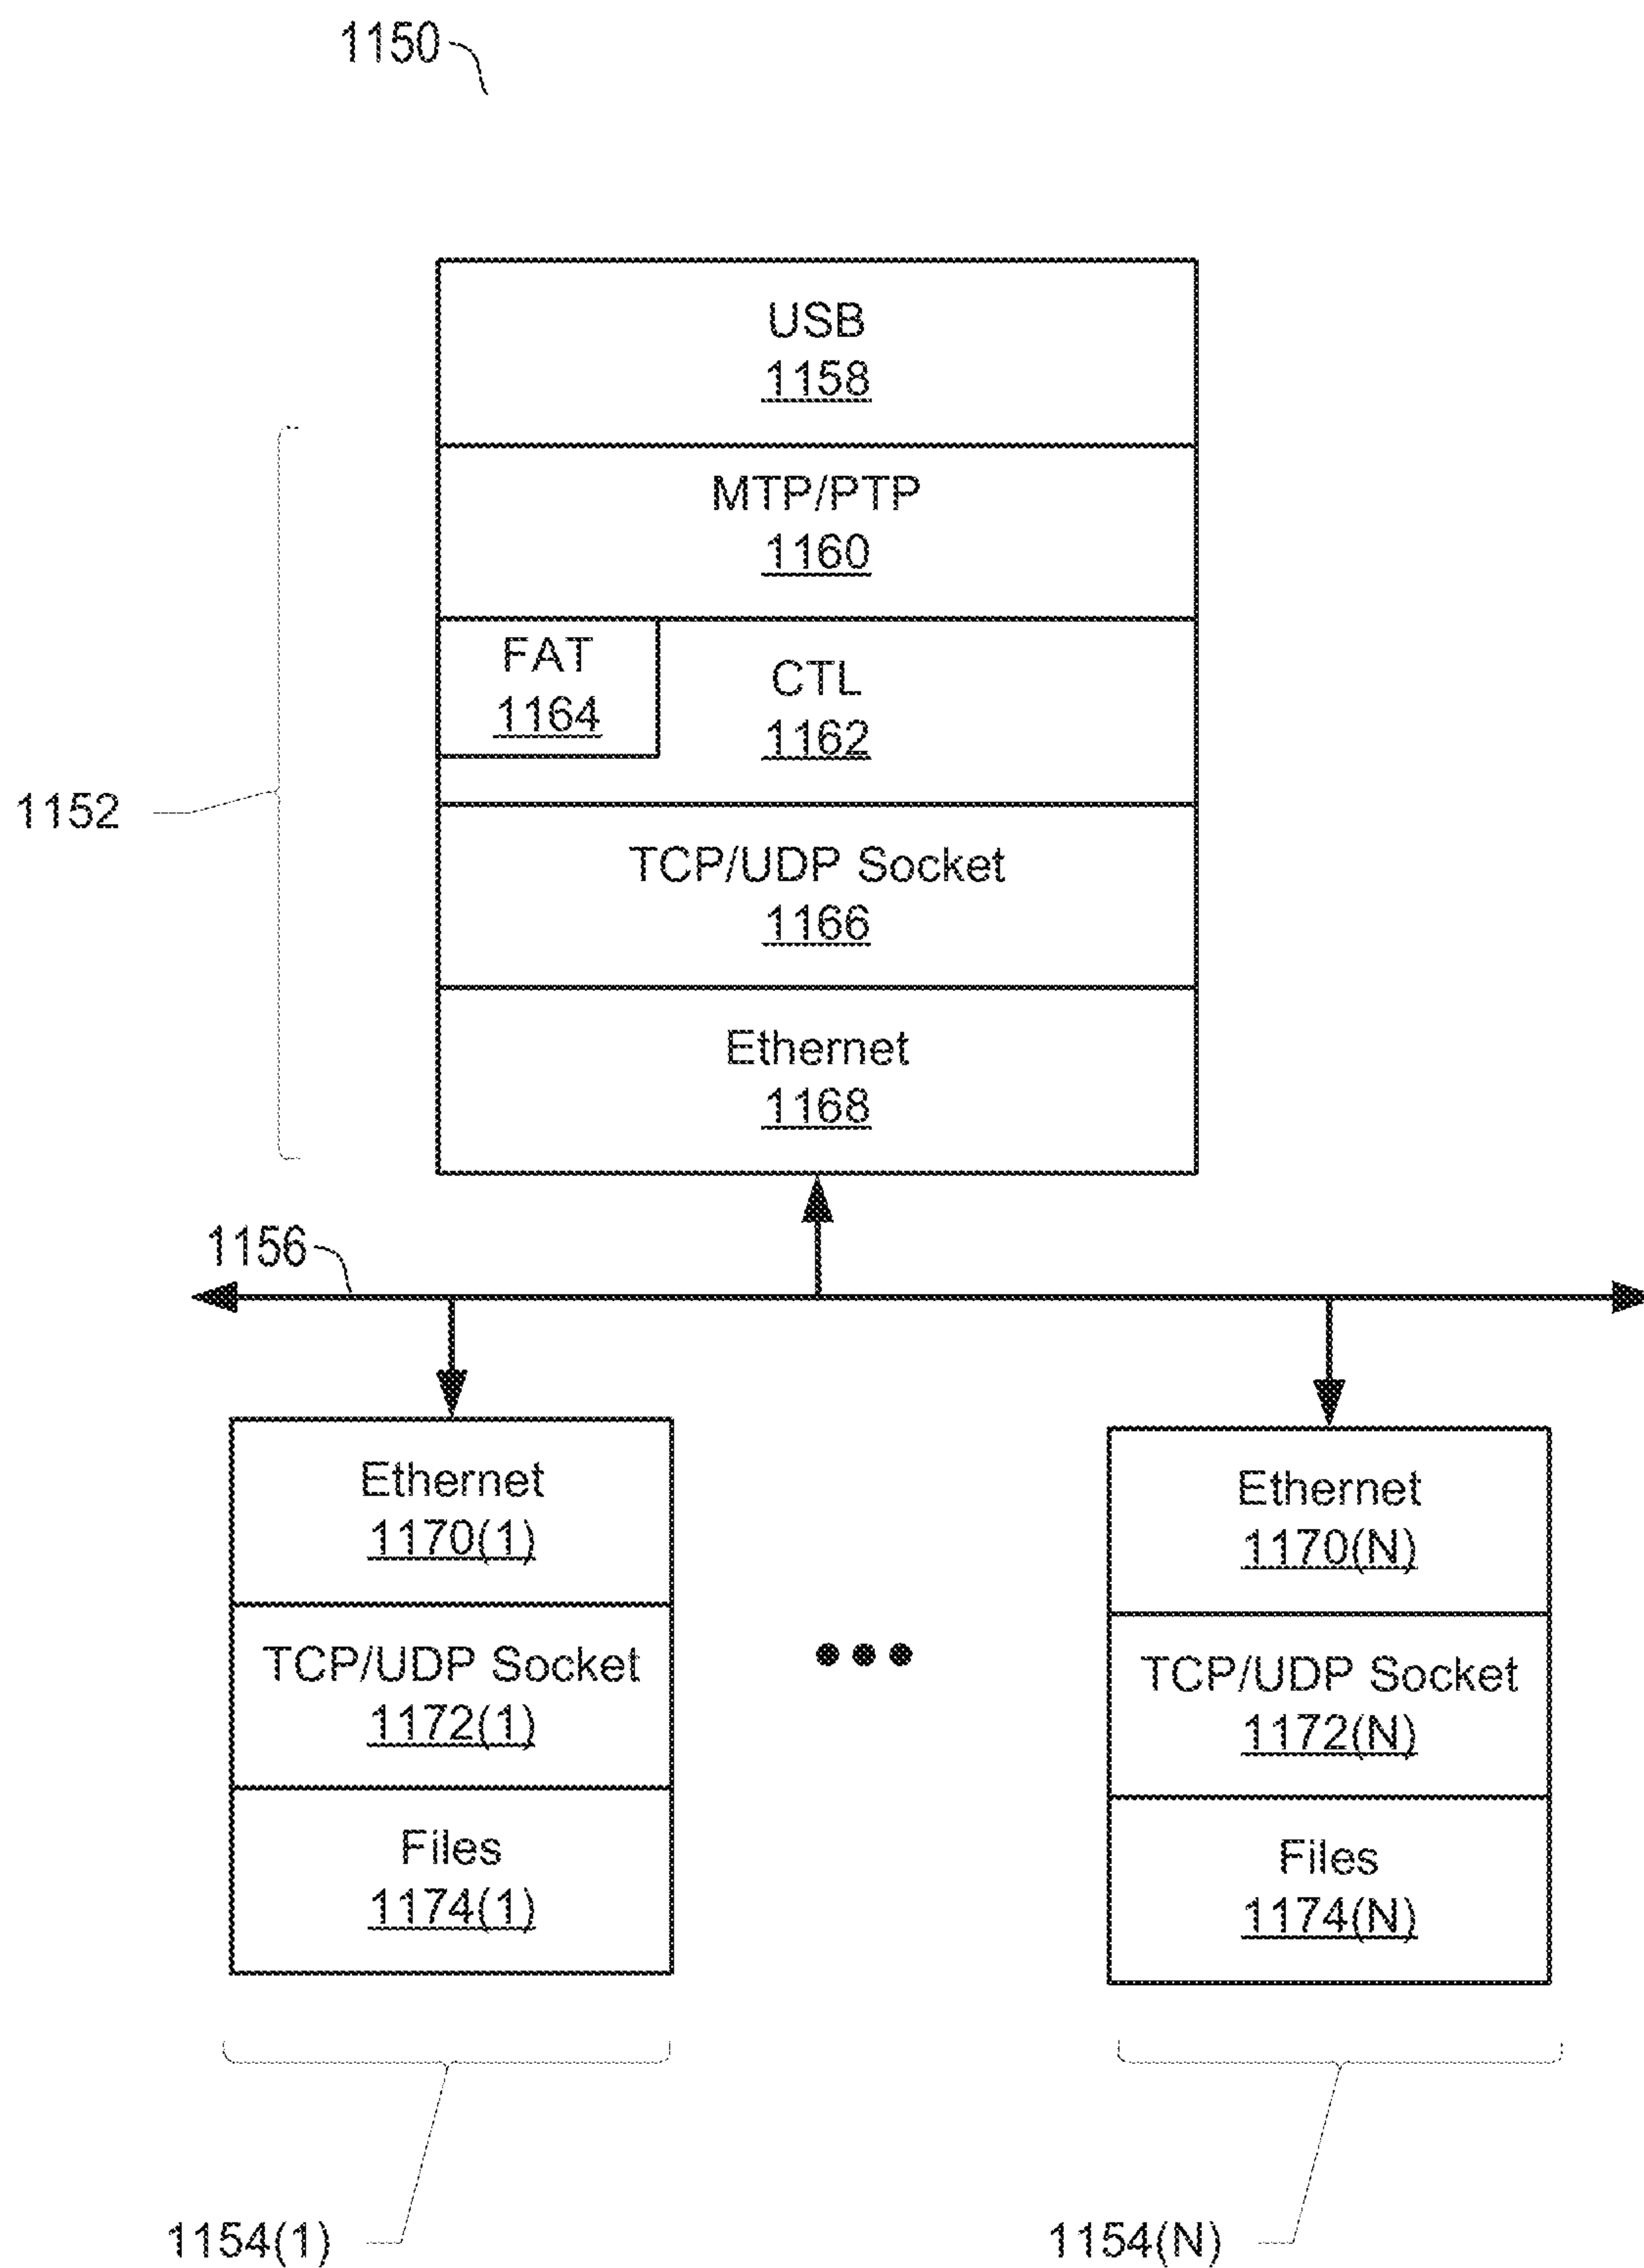 1150
USB
1158
MTP/PTP
1160
FAT
1164
CTL
1162
1152
TCP/UDP Socket
1166
Ethernet
1168
1156
Ethernet
1170(1)
TCP/UDP Socket
1172(1)
Files
1174(1)
Ethernet
1170(N)
TCP/UDP Socket
1172(N)
Files
1174(N)
1154(1)
1154(N)